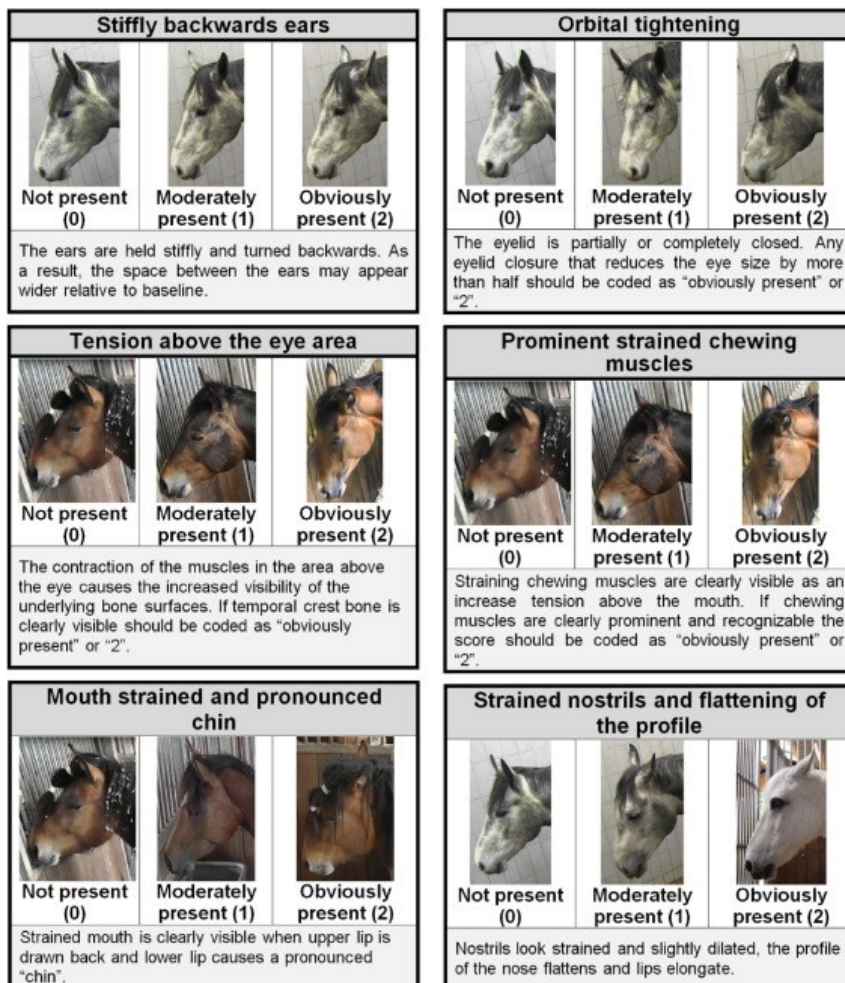 Stiffly backwards ears
Not present
(0)
Moderately
present (1)
Obviously
present (2)
The ears are held stiffly and turned backwards. As
a result, the space between the ears may appear
wider relative to baseline.
Orbital tightening
Not present
(0)
Moderately
present (1)
Obviously
present (2)
The eyelid is partially or completely closed. Any
eyelid closure that reduces the eye size by more
than half should be coded as “obviously present” or
“2”.
Tension above the eye area
Not present
(0)
Moderately
present (1)
Obviously
present (2)
The contraction of the muscles in the area above
the eye causes the increased visibility of the
underlying bone surfaces. If temporal crest bone is
clearly visible should be coded as “obviously
present” or “2”.
Prominent strained chewing
muscles
Not present
(0)
Moderately
present (1)
Obviously
present (2)
Straining chewing muscles are clearly visible as an
increase tension above the mouth. If chewing
muscles are clearly prominent and recognizable the
score should be coded as “obviously present” or
“2”.
Mouth strained and pronounced
chin
Not present
(0)
Moderately
present (1)
Obviously
present (2)
Strained mouth is clearly visible when upper lip is
drawn back and lower lip causes a pronounced
“chin”.
Strained nostrils and flattening of
the profile
Not present
(0)
Moderately
present (1)
Obviously
present (2)
Nostrils look strained and slightly dilated, the profile
of the nose flattens and lips elongate.